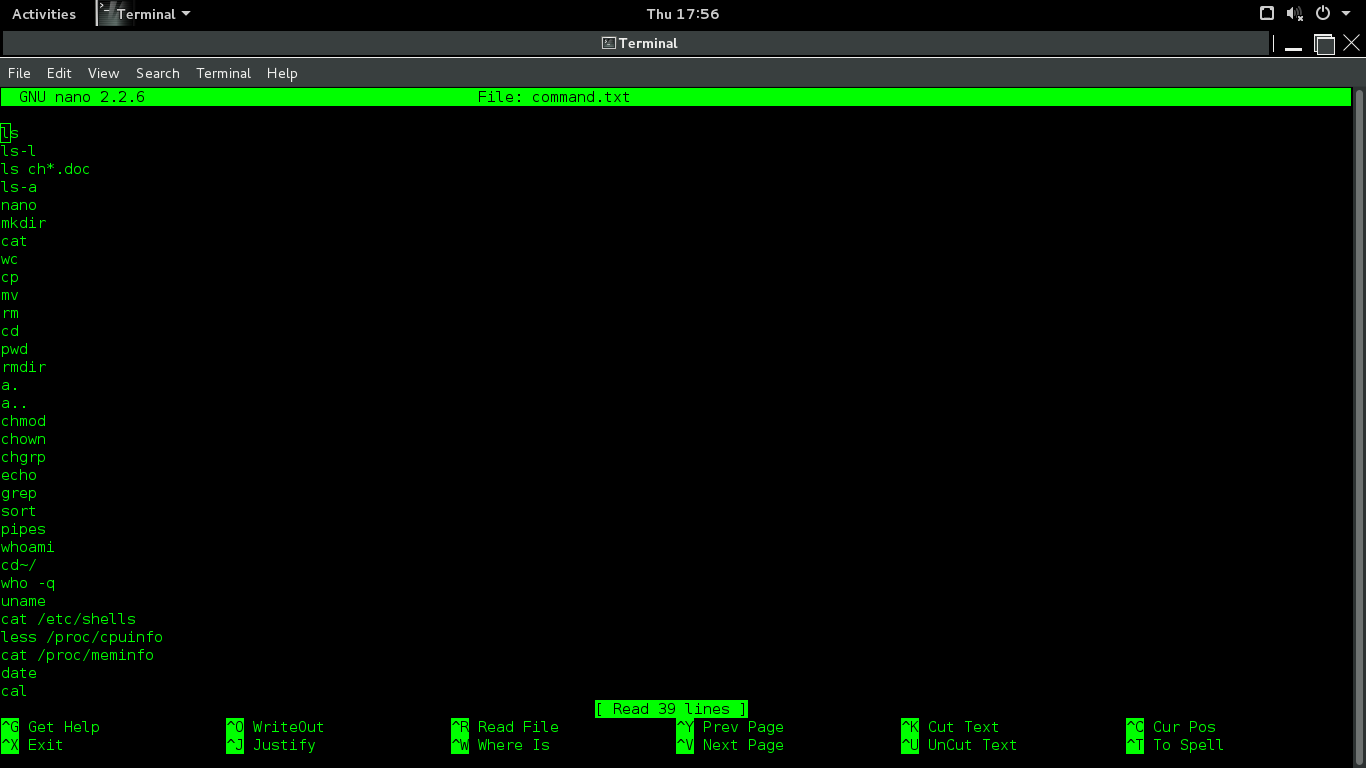 Activities Terminal Thu 17:56
Terminal
File Edit View Search Terminal Help
GNU nano 2.2.6 File: command.txt
ls
ls-l
ls ch*.doc
ls-a
nano
mkdir
cat
wc
cp
mv
rm
cd
pwd
rmdir
a.
a..
chmod
chown
chgrp
echo
grep
sort
pipes
whoami
cd~/
who -q
uname
cat /etc/shells
less /proc/cpuinfo
cat /proc/meminfo
date
cal
[ Read 39 lines ]
^G Get Help ^O WriteOut ^R Read File ^Y Prev Page ^K Cut Text ^C Cur Pos
^X Exit ^J Justify ^W Where Is ^V Next Page ^U UnCut Text ^T To Spell